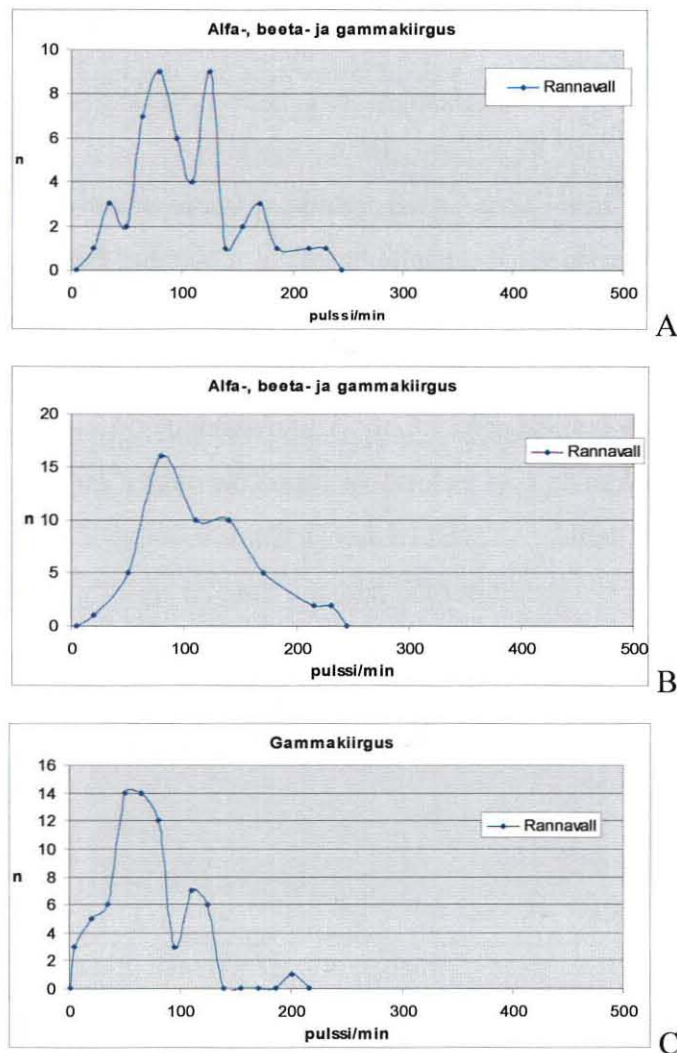 Alfa-, beeta- ja gammakiirgus
10
8
6
4
2
0
n
Rannavall
0 100 200 300 400 500
pulssi/min
A
Alfa-, beeta- ja gammakiirgus
20
15
10
5
0
n
Rannavall
0 100 200 300 400 500
pulssi/min
B
Gammakiirgus
16
14
12
10
8
6
4
2
0
n
Rannavall
0 100 200 300 400 500
pulssi/min
C